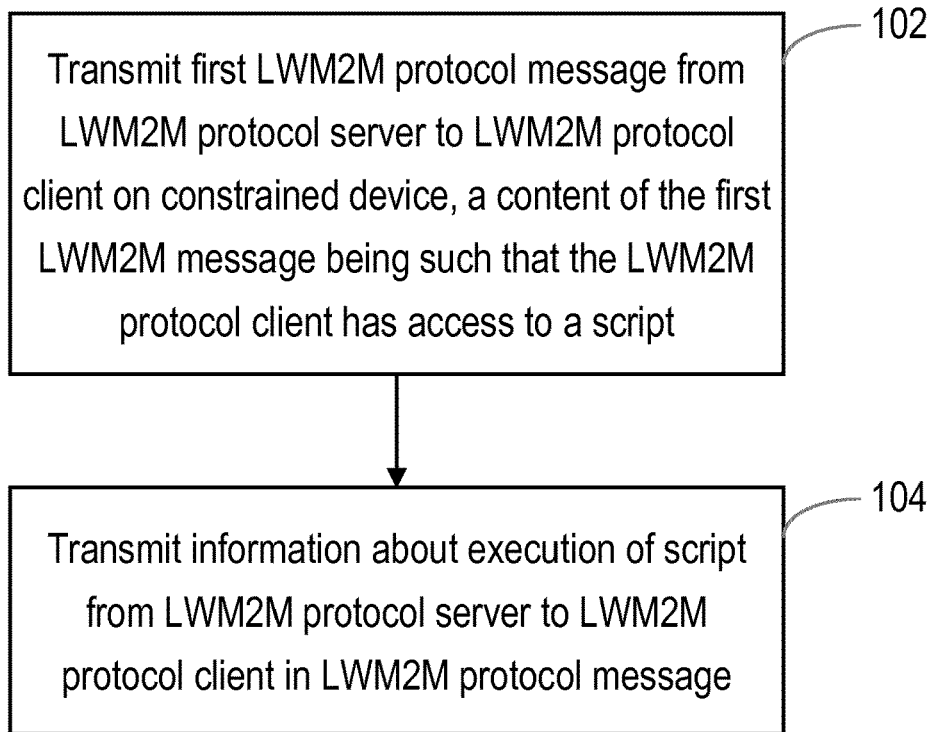 102
Transmit first LWM2M protocol message from
LWM2M protocol server to LWM2M protocol
client on constrained device, a content of the first
LWM2M message being such that the LWM2M
protocol client has access to a script
104
Transmit information about execution of script
from LWM2M protocol server to LWM2M
protocol client in LWM2M protocol message